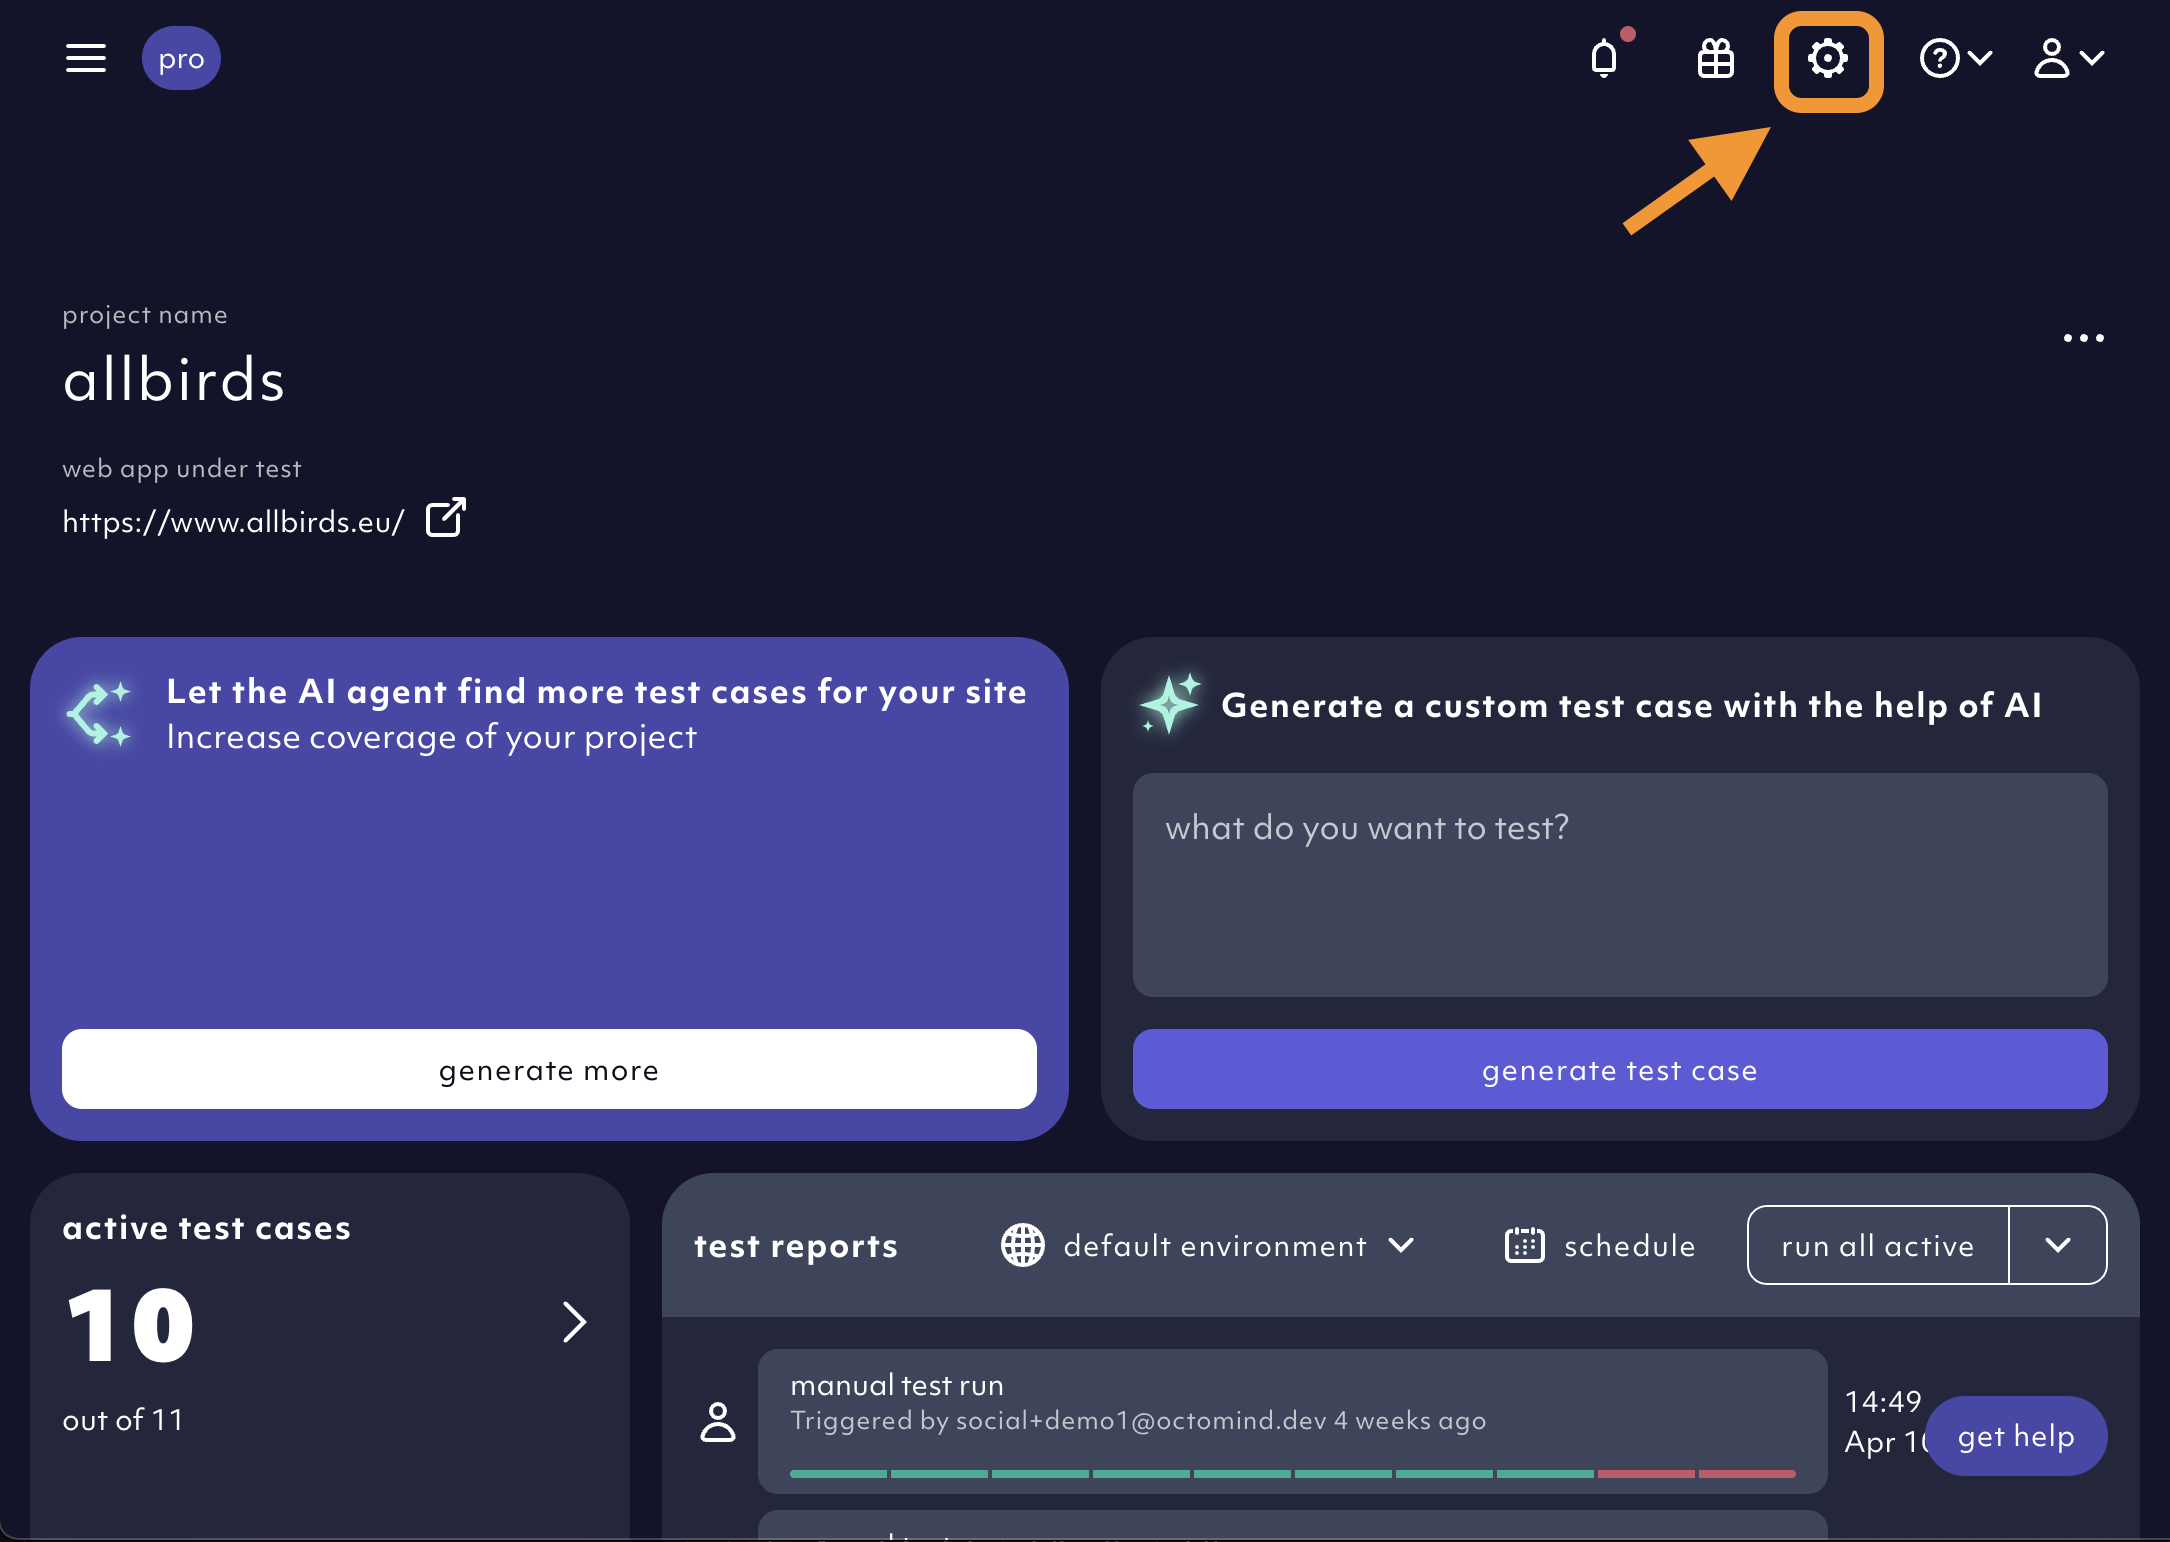 pro
project name
allbirds
web app under test
https://www.allbirds.eu/
Let the AI agent find more test cases for your site
Increase coverage of your project
generate more
Generate a custom test case with the help of AI
what do you want to test?
generate test case
active test cases
10
out of 11
test reports
default environment
schedule
run all active
manual test run
Triggered by social+demo1@octomind.dev 4 weeks ago
14:49
Apr
get help